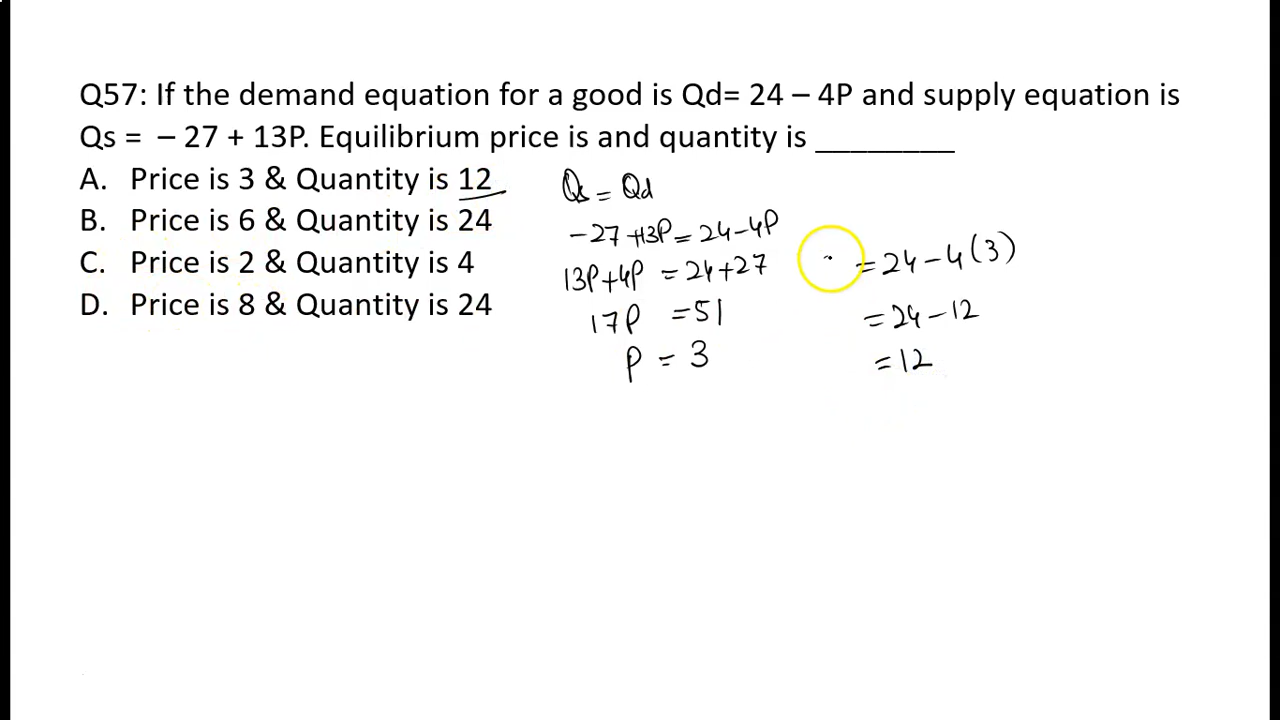 Q57: If the demand equation for a good is Qd= 24 – 4P and supply equation is
Qs = – 27 + 13P. Equilibrium price is and quantity is ________
A. Price is 3 & Quantity is 12
B. Price is 6 & Quantity is 24
C. Price is 2 & Quantity is 4
D. Price is 8 & Quantity is 24
Qs = Qd
-27 +13P = 24-4P
13P+4P = 24+27
17P = 51
P = 3
= 24-4(3)
= 24-12
= 12